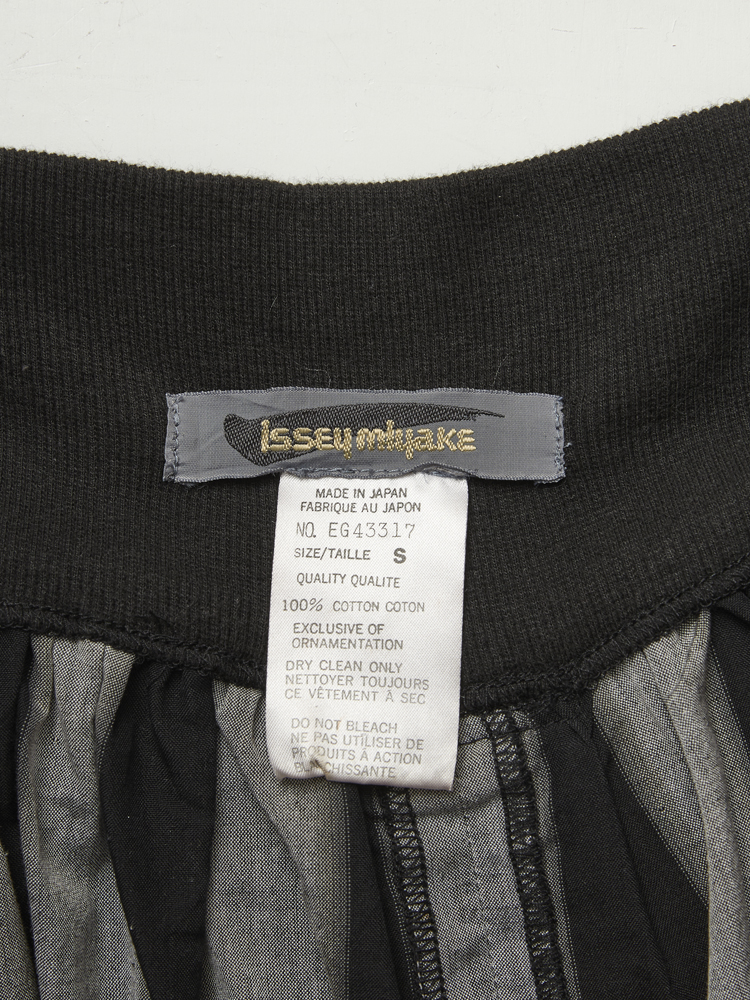 ISSEY MIYAKE
MADE IN JAPAN
FABRIQUE AU JAPON
NO. EG43317
SIZE/TAILLE S
QUALITY QUALITE
100% COTTON COTON
EXCLUSIVE OF
ORNAMENTATION
DRY CLEAN ONLY
NETTOYER TOUJOURS
CE VÊTEMENT À SEC
DO NOT BLEACH
NE PAS UTILISER DE
PRODUITS À ACTION
BLANCHISSANTE